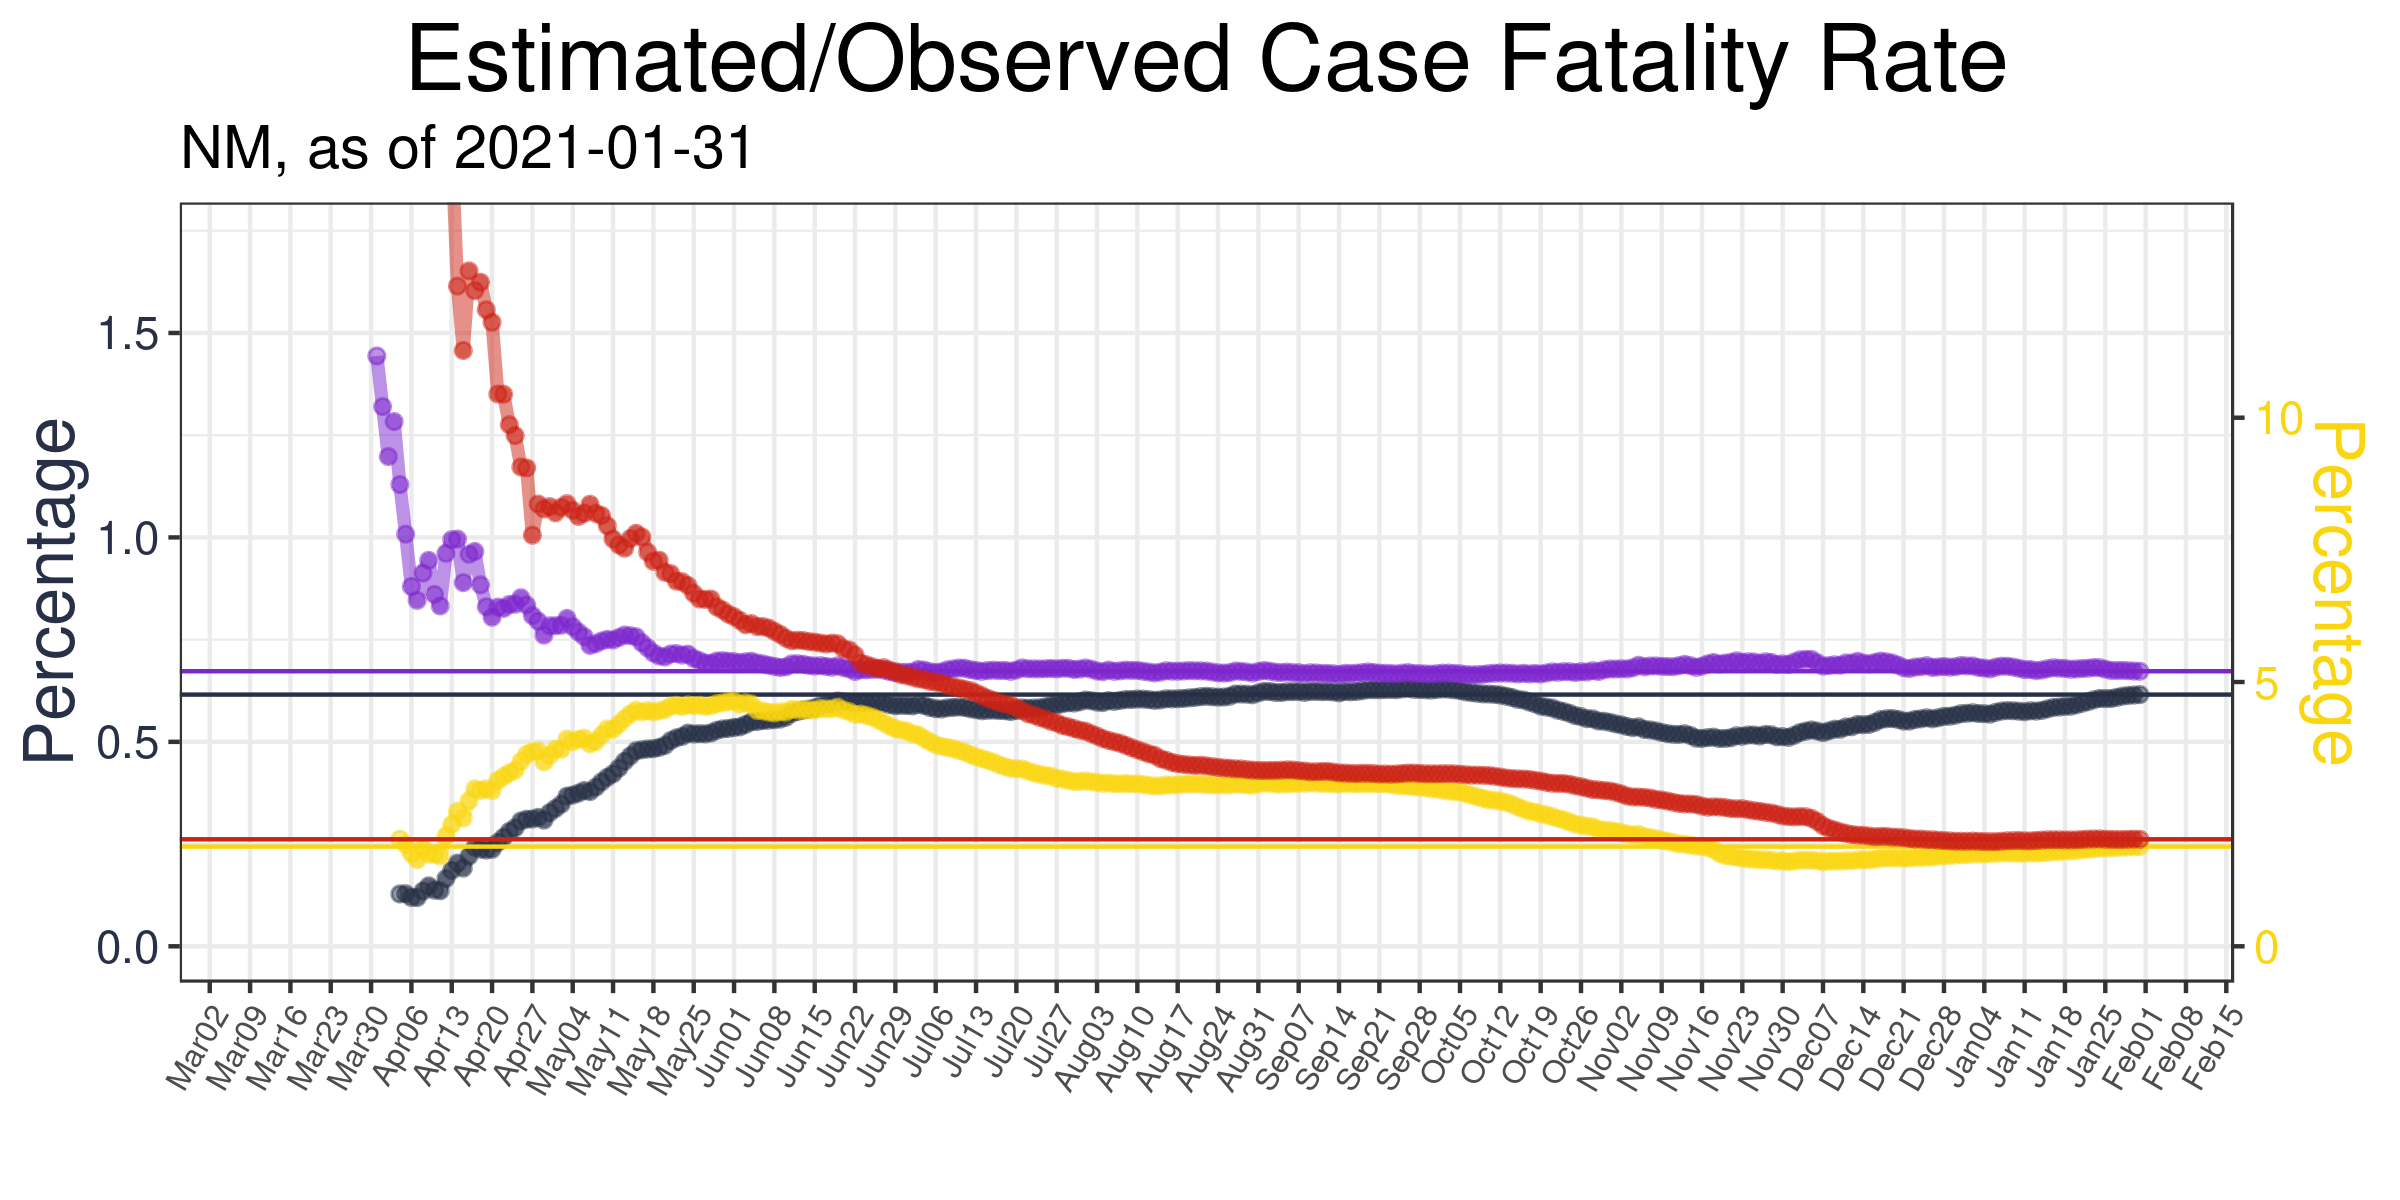 Estimated/Observed Case Fatality Rate
NM, as of 2021-01-31
Percentage
1.5
1.0
0.5
0.0
10
5
0
Percentage
Mar02
Mar09
Mar16
Mar23
Mar30
Apr06
Apr13
Apr20
Apr27
May04
May11
May18
May25
Jun01
Jun08
Jun15
Jun22
Jun29
Jul06
Jul13
Jul20
Jul27
Aug03
Aug10
Aug17
Aug24
Aug31
Sep07
Sep14
Sep21
Sep28
Oct05
Oct12
Oct19
Oct26
Nov02
Nov09
Nov16
Nov23
Nov30
Dec07
Dec14
Dec21
Dec28
Jan04
Jan11
Jan18
Jan25
Feb01
Feb08
Feb15